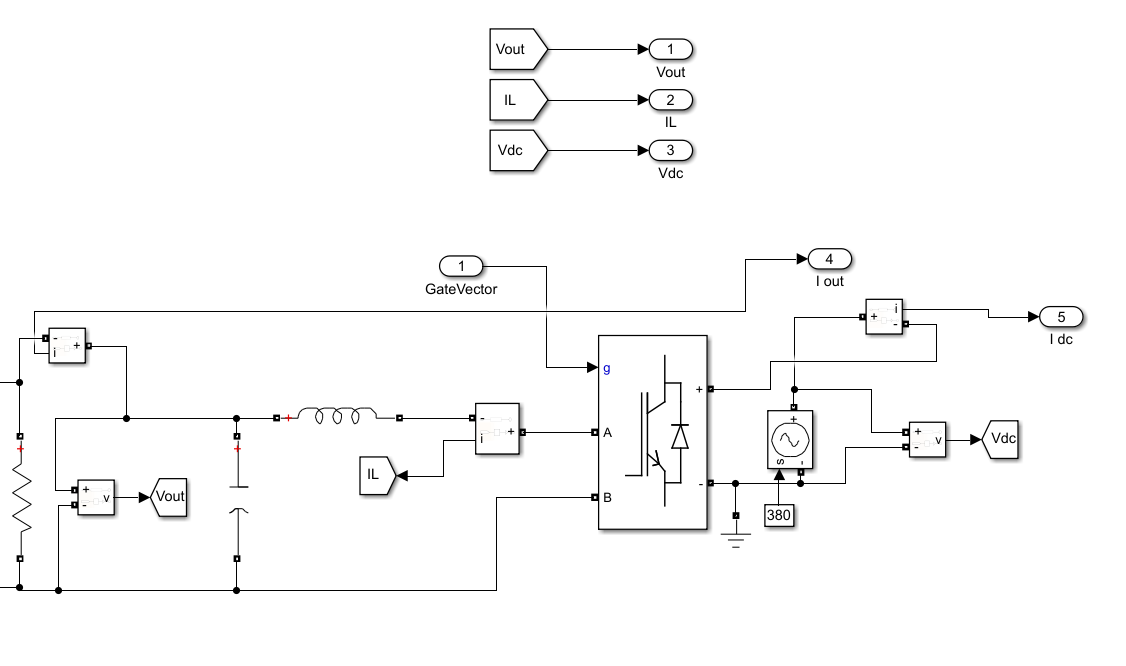 Vout
1
Vout
IL
2
IL
Vdc
3
Vdc
1
GateVector
4
I out
+
i
-
5
I dc
-
i
+
g
+
A
B
-
-
i
+
IL
+
-
v
Vout
+
s
-
380
+
-
v
Vdc
+
+
+